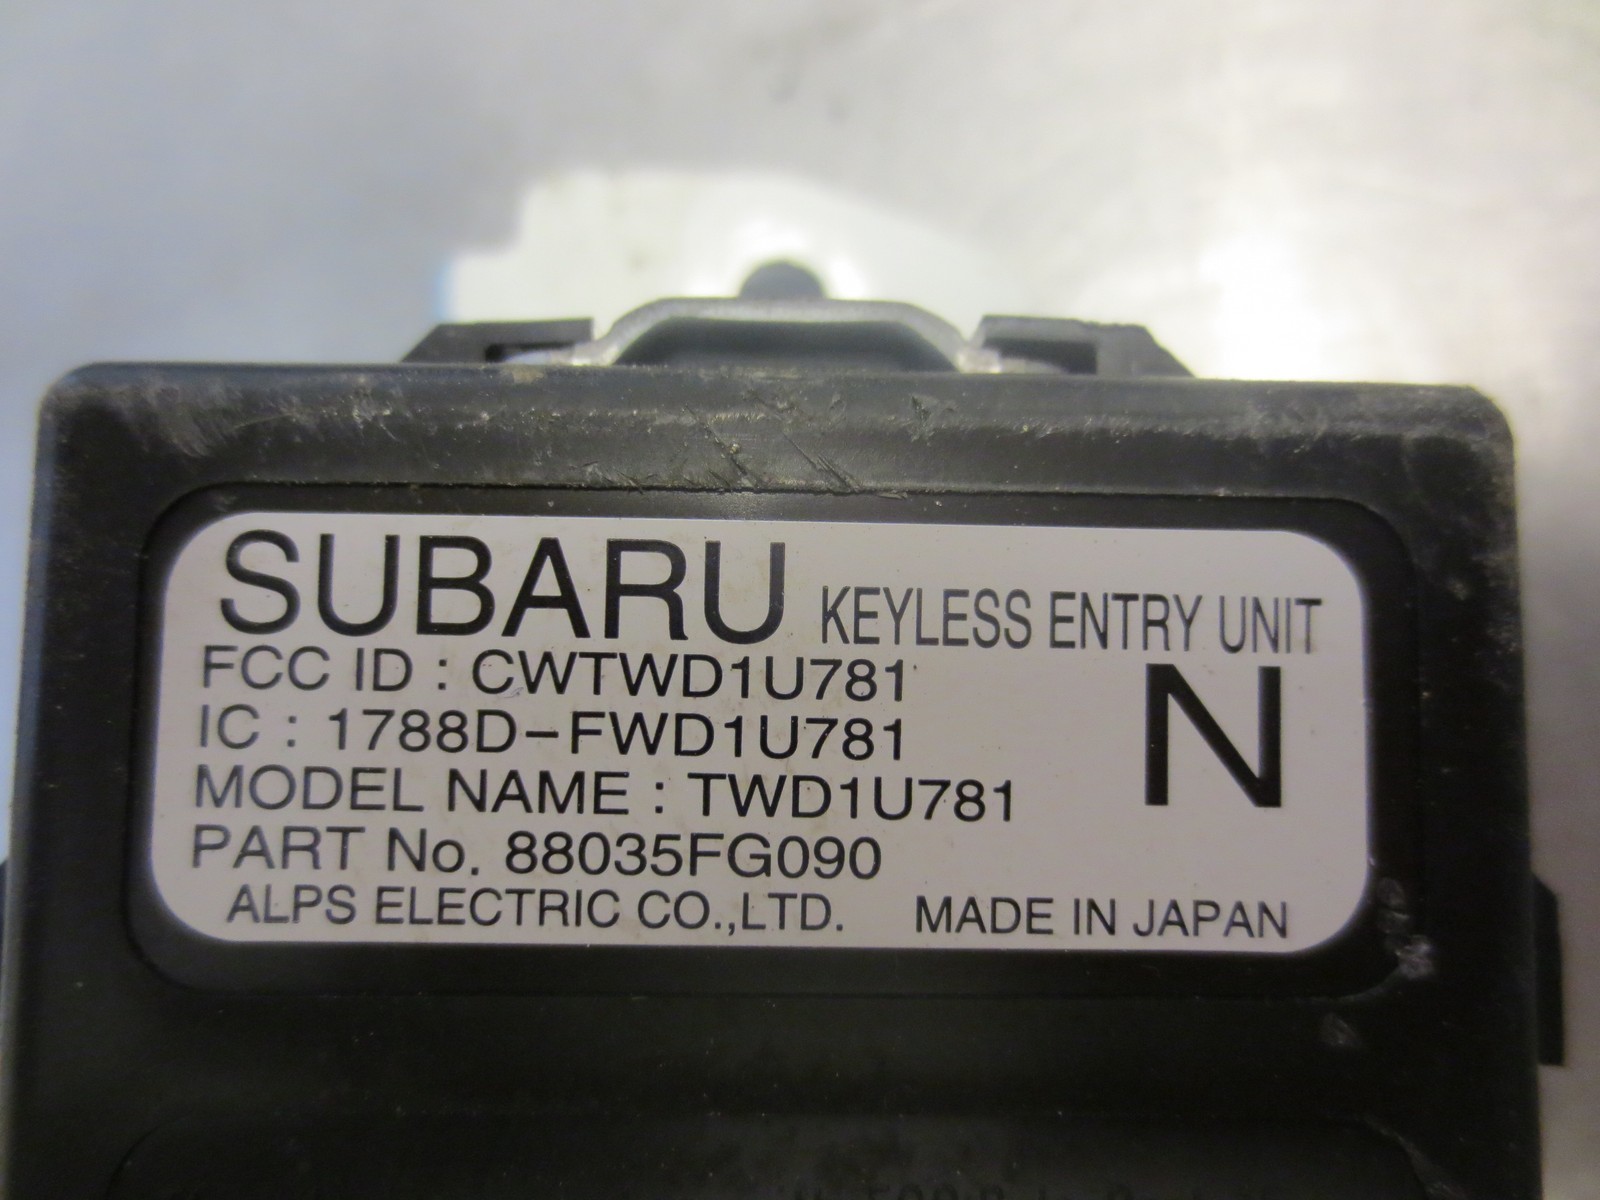 SUBARU KEYLESS ENTRY UNIT
FCC ID : CWTWD1U781
IC : 1788D-FWD1U781
MODEL NAME : TWD1U781
N
PART No. 88035FG090
ALPS ELECTRIC CO.,LTD. MADE IN JAPAN